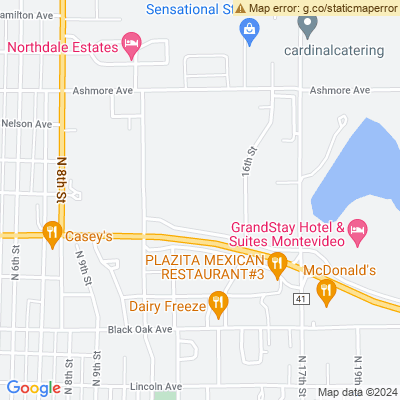 Hamilton Ave
Sensational St
Map error: g.co/staticmaperror
Northdale Estates
cardinalcatering
Ashmore Ave
Ashmore Ave
Nelson Ave
N 8th St
16th St
GrandStay Hotel &
Suites Montevideo
Casey's
N 6th St
N 9th St
PLAZITA MEXICAN
RESTAURANT#3
McDonald's
Dairy Freeze
41
Black Oak Ave
N 8th St
N 9th St
Lincoln Ave
N 17th St
N 19th
Google
Map data ©2024